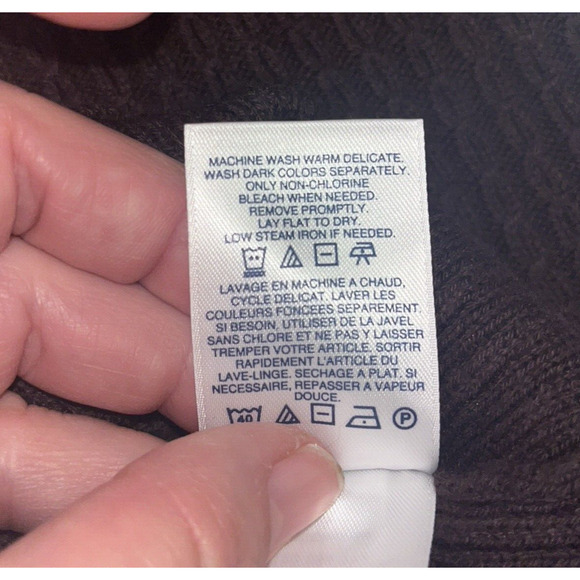 MACHINE WASH WARM DELICATE.
WASH DARK COLORS SEPARATELY.
ONLY NON-CHLORINE
BLEACH WHEN NEEDED.
REMOVE PROMPTLY.
LAY FLAT TO DRY.
LOW STEAM IRON IF NEEDED.
LAVAGE EN MACHINE A CHAUD,
CYCLE DELICAT. LAVER LES
COULEURS FONCEES SEPAREMENT.
SI BESOIN, UTILISER DE LA JAVEL
SANS CHLORE ET NE PAS Y LAISSER
TREMPER VOTRE ARTICLE. SORTIR
RAPIDEMENT L'ARTICLE DU
LAVE-LINGE. SECHAGE A PLAT. SI
NECESSAIRE, REPASSER A VAPEUR
DOUCE.
40 P